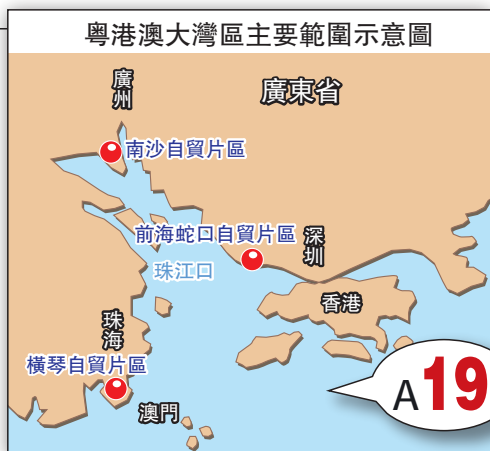 粵港澳大灣區主要範圍示意圖
廣州
廣東省
南沙自貿片區
前海蛇口自貿片區
深圳
珠江口
香港
珠海
橫琴自貿片區
澳門
A19